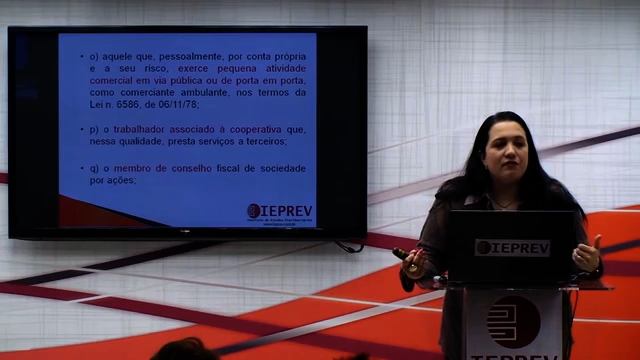 • o) aquele que, pessoalmente, por conta própria
e a seu risco, exerce pequena atividade
comercial em via pública ou de porta em porta,
como comerciante ambulante, nos termos da
Lei n. 6586, de 06/11/78;
• p) o trabalhador associado à cooperativa que,
nessa qualidade, presta serviços a terceiros;
• q) o membro de conselho fiscal de sociedade
por ações;
IEPREV
IEPREV
IEPREV